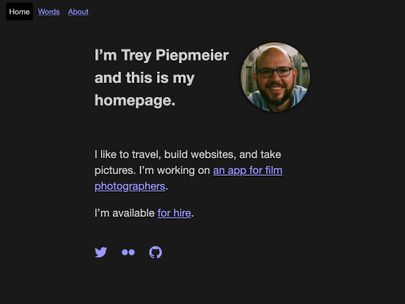 Home Words About
I’m Trey Piepmeier
and this is my
homepage.
I like to travel, build websites, and take
pictures. I’m working on an app for film
photographers.
I’m available for hire.